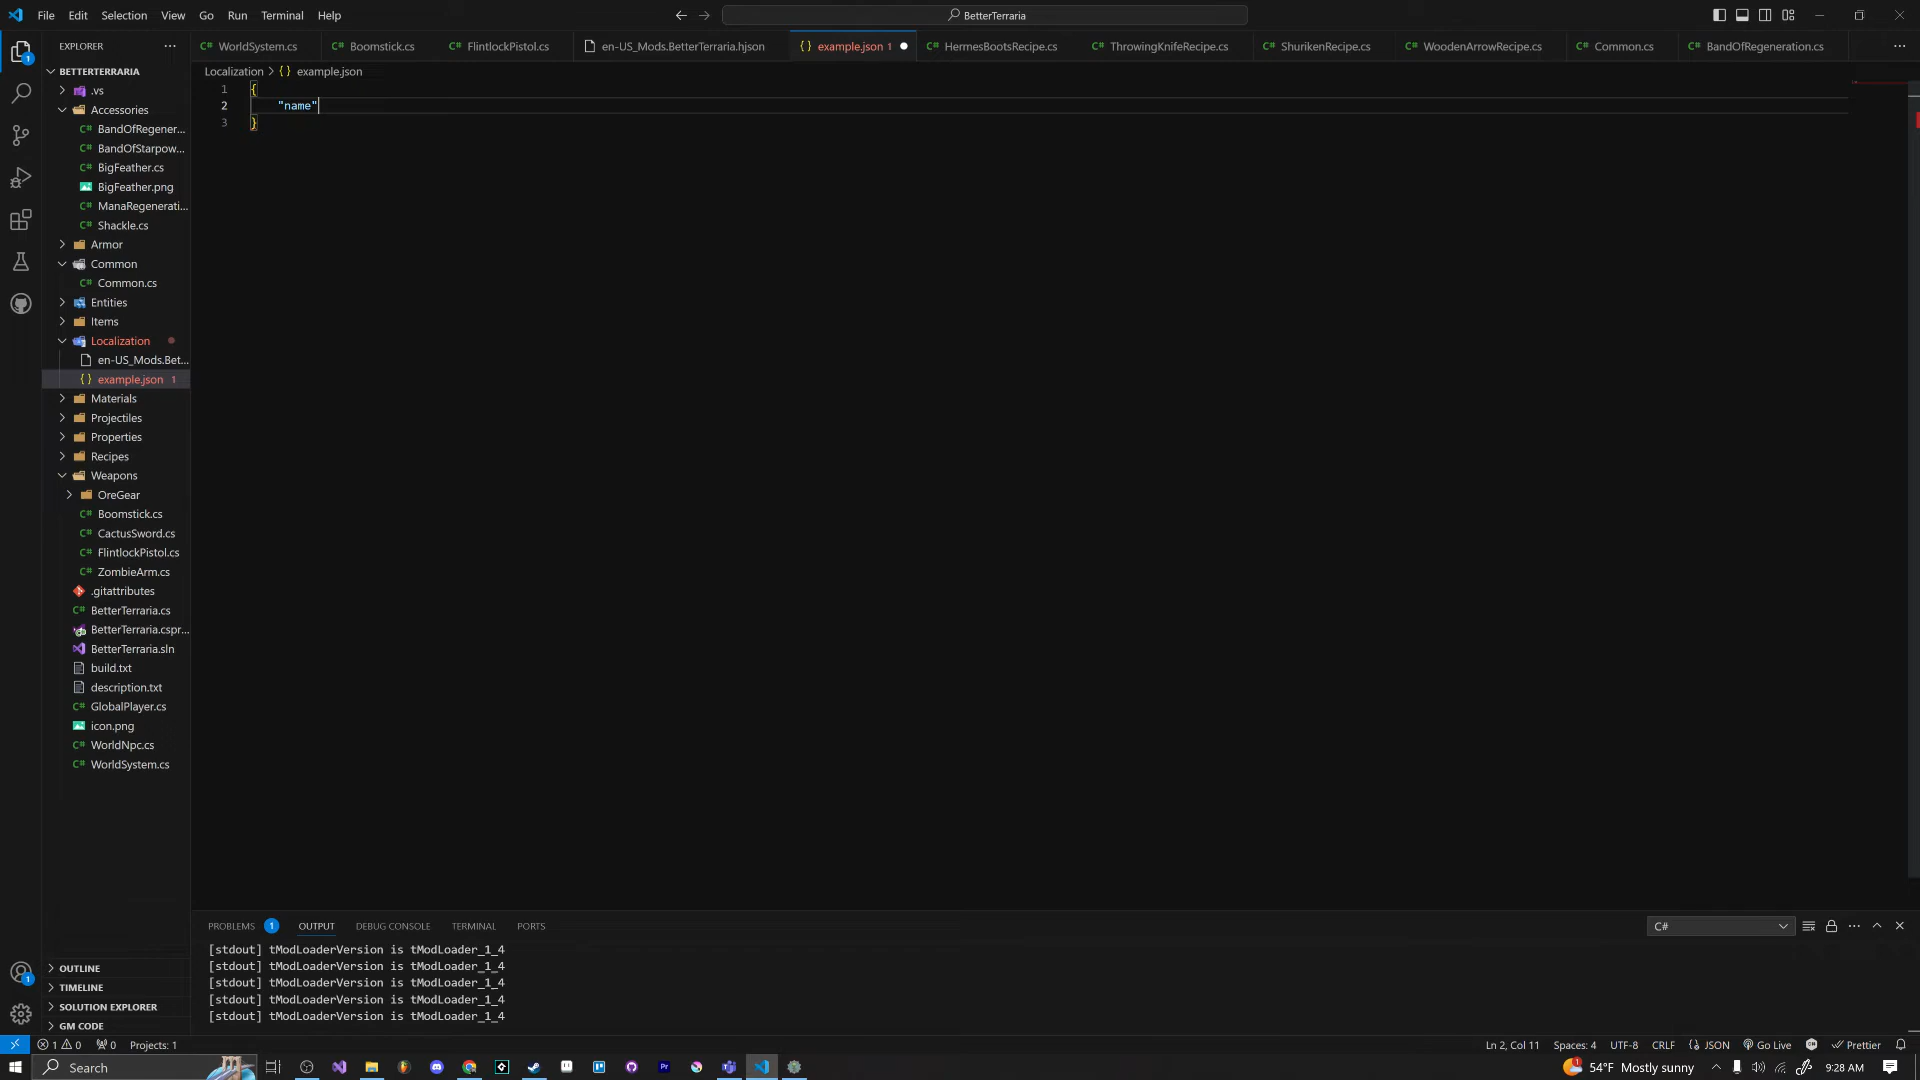 File Edit Selection View Go Run Terminal Help
BetterTerraria
EXPLORER
WorldSystem.cs Boomstick.cs FlintlockPistol.cs en-US_Mods.BetterTerraria.hjson example.json 1 HermesBootsRecipe.cs ThrowingKnifeRecipe.cs ShurikenRecipe.cs WoodenArrowRecipe.cs Common.cs BandOfRegeneration.cs
Localization > {} example.json
BETTERTERRARIA
.vs
Accessories
BandOfRegener...
BandOfStarpow...
BigFeather.cs
BigFeather.png
ManaRegenerati...
Shackle.cs
Armor
Common
Common.cs
Entities
Items
Localization
en-US_Mods.Bet...
example.json 1
Materials
Projectiles
Properties
Recipes
Weapons
OreGear
Boomstick.cs
CactusSword.cs
FlintlockPistol.cs
ZombieArm.cs
.gitattributes
BetterTerraria.cs
BetterTerraria.cspr...
BetterTerraria.sln
build.txt
description.txt
GlobalPlayer.cs
icon.png
WorldNpc.cs
WorldSystem.cs
OUTLINE
TIMELINE
SOLUTION EXPLORER
GM CODE
1 {
2 "name"
3 }
PROBLEMS 1 OUTPUT DEBUG CONSOLE TERMINAL PORTS
C#
[stdout] tModLoaderVersion is tModLoader_1_4
[stdout] tModLoaderVersion is tModLoader_1_4
[stdout] tModLoaderVersion is tModLoader_1_4
[stdout] tModLoaderVersion is tModLoader_1_4
[stdout] tModLoaderVersion is tModLoader_1_4
1 0 0 Projects: 1 Ln 2, Col 11 Spaces: 4 UTF-8 CRLF {} JSON Go Live Prettier
Search 54°F Mostly sunny 9:28 AM